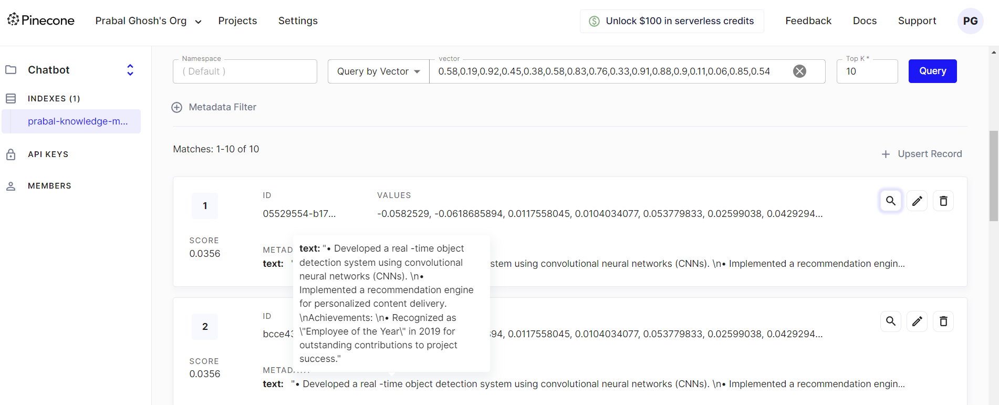 Pinecone
Prabal Ghosh's Org
Projects
Settings
Unlock $100 in serverless credits
Feedback
Docs
Support
PG
Chatbot
INDEXES (1)
prabal-knowledge-m...
API KEYS
MEMBERS
Namespace
( Default )
Query by Vector
vector
0.58,0.19,0.92,0.45,0.38,0.58,0.83,0.76,0.33,0.91,0.88,0.9,0.11,0.06,0.85,0.54
Top K *
10
Query
Metadata Filter
Matches: 1-10 of 10
Upsert Record
1
ID
05529554-b17...
VALUES
-0.0582529, -0.0618685894, 0.0117558045, 0.0104034077, 0.053779833, 0.02599038, 0.0429294...
SCORE
0.0356
METAD
text: "
stem using convolutional neural networks (CNNs). \n• Implemented a recommendation engin...
text: "• Developed a real -time object
detection system using convolutional
neural networks (CNNs). \n•
Implemented a recommendation engine
for personalized content delivery.
\nAchievements: \n• Recognized as
\"Employee of the Year\" in 2019 for
outstanding contributions to project
success."
2
ID
bcce43
894, 0.0117558045, 0.0104034077, 0.053779833, 0.02599038, 0.0429294...
SCORE
0.0356
METADATA
text: "• Developed a real -time object detection system using convolutional neural networks (CNNs). \n• Implemented a recommendation engin...